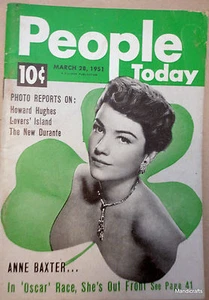 People
Today
10¢
MARCH 28, 1951
PHOTO REPORTS ON:
Howard Hughes
Lovers' Island
The New Durante
ANNE BAXTER...
In 'Oscar' Race, She's Out Front See Page 41
Mandicrafts